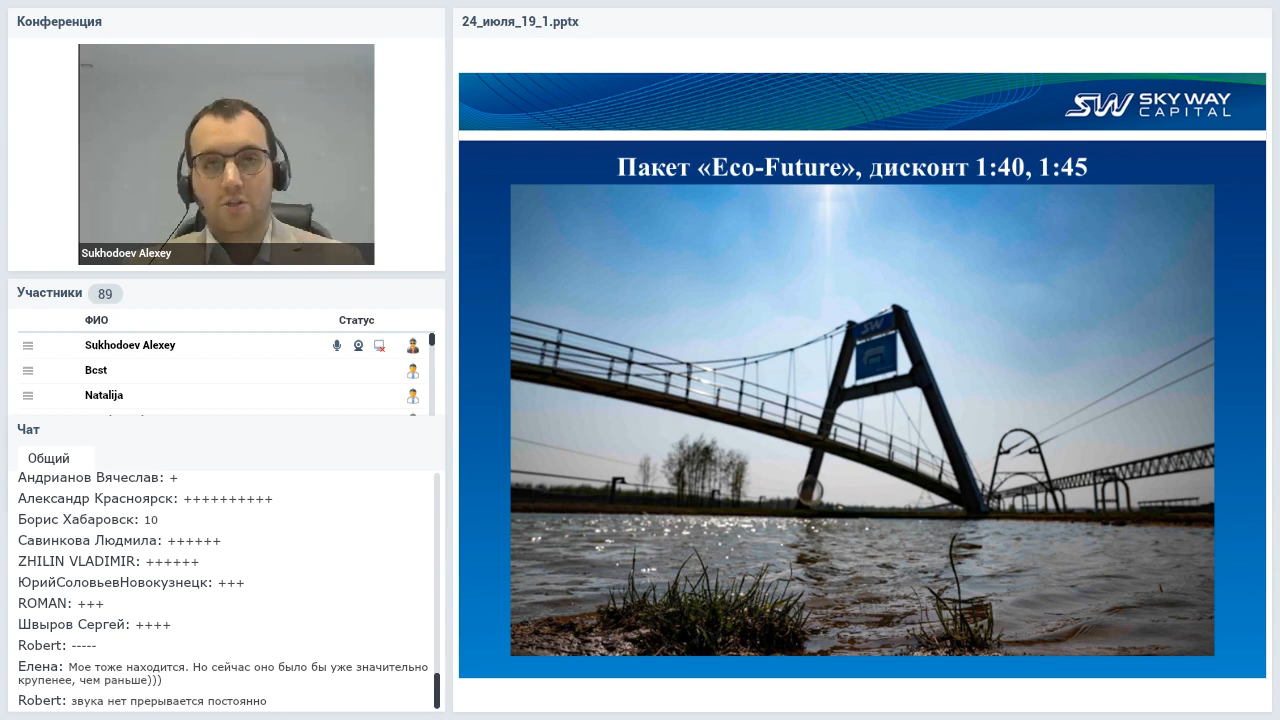 Конференция
Sukhodoev Alexey
Участники 89
ФИО Статус
Sukhodoev Alexey
Bcst
Natalija
Чат
Общий
Андрианов Вячеслав: +
Александр Красноярск: ++++++++++
Борис Хабаровск: 10
Савинкова Людмила: ++++++
ZHILIN VLADIMIR: ++++++
ЮрийСоловьевНовокузнецк: +++
ROMAN: +++
Швыров Сергей: ++++
Robert: -----
Елена: Мое тоже находится. Но сейчас оно было бы уже значительно
крупенее, чем раньше)))
Robert: звука нет прерывается постоянно
24_июля_19_1.pptx
SW SKY WAY
CAPITAL
Пакет «Eco-Future», дисконт 1:40, 1:45
SW